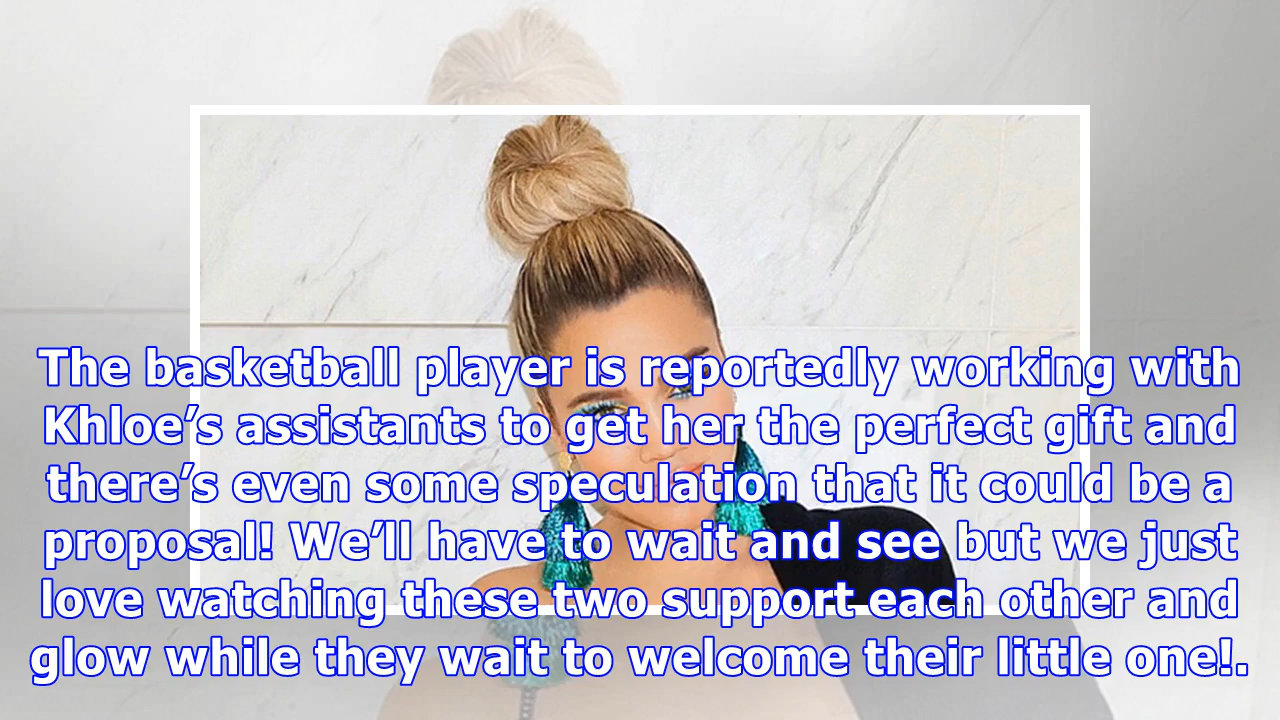 The basketball player is reportedly working with
Khloe’s assistants to get her the perfect gift and
there’s even some speculation that it could be a
proposal! We’ll have to wait and see but we just
love watching these two support each other and
glow while they wait to welcome their little one!.